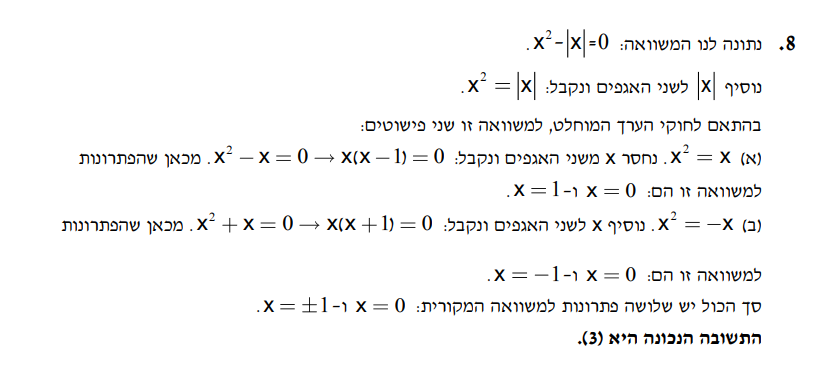 8. נתונה לנו המשוואה: x²-|x|=0.
נוסיף |x| לשני האגפים ונקבל: x² = |x|.
בהתאם לחוקי הערך המוחלט, למשוואה זו שני פישוטים:
(א) x² = x. נחסר x משני האגפים ונקבל: x² − x = 0 → x(x − 1) = 0. מכאן שהפתרונות
למשוואה זו הם: x = 0 ו-x = 1.
(ב) x² = −x. נוסיף x לשני האגפים ונקבל: x² + x = 0 → x(x + 1) = 0. מכאן שהפתרונות
למשוואה זו הם: x = 0 ו-x = −1.
סך הכול יש שלושה פתרונות למשוואה המקורית: x = 0 ו-x = ±1.
התשובה הנכונה היא (3).